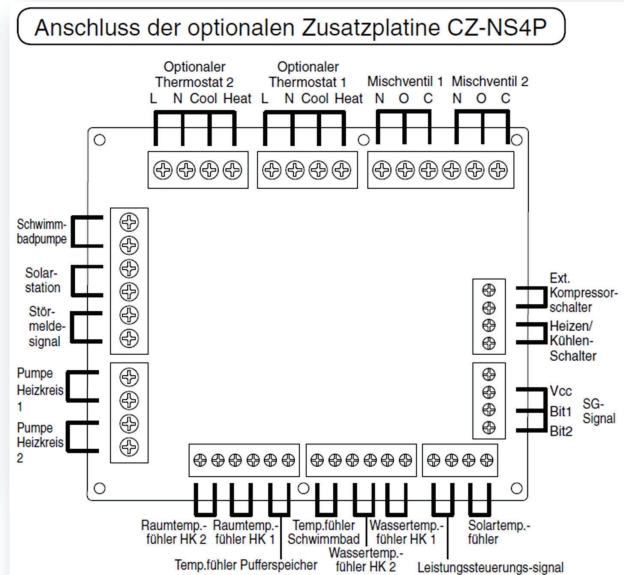 Anschluss der optionalen Zusatzplatine CZ-NS4P
Optionaler
Thermostat 2
L N Cool Heat
Optionaler
Thermostat 1
L N Cool Heat
Mischventil 1
N O C
Mischventil 2
N O C
Schwimm-
badpumpe
Solar-
station
Stör-
melde-
signal
Pumpe
Heizkreis
1
Pumpe
Heizkreis
2
Ext.
Kompressor-
schalter
Heizen/
Kühlen-
Schalter
Vcc
Bit1
Bit2
SG-
Signal
Raumtemp.-
fühler HK 2
Raumtemp.-
fühler HK 1
Temp.fühler Pufferspeicher
Temp.fühler
Schwimmbad
Wassertemp.-
fühler HK 2
Wassertemp.-
fühler HK 1
Leistungssteuerungs-signal
Solartemp.-
fühler